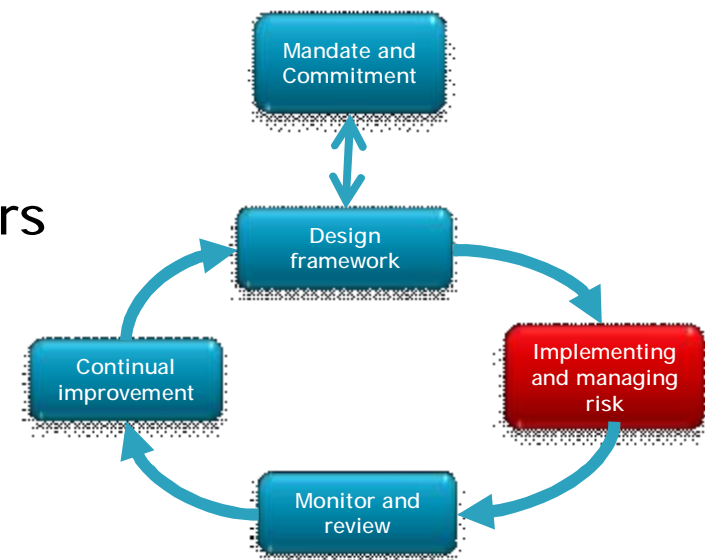 Mandate and
Commitment
rs
Design
framework
Continual
improvement
Implementing
and managing
risk
Monitor and
review